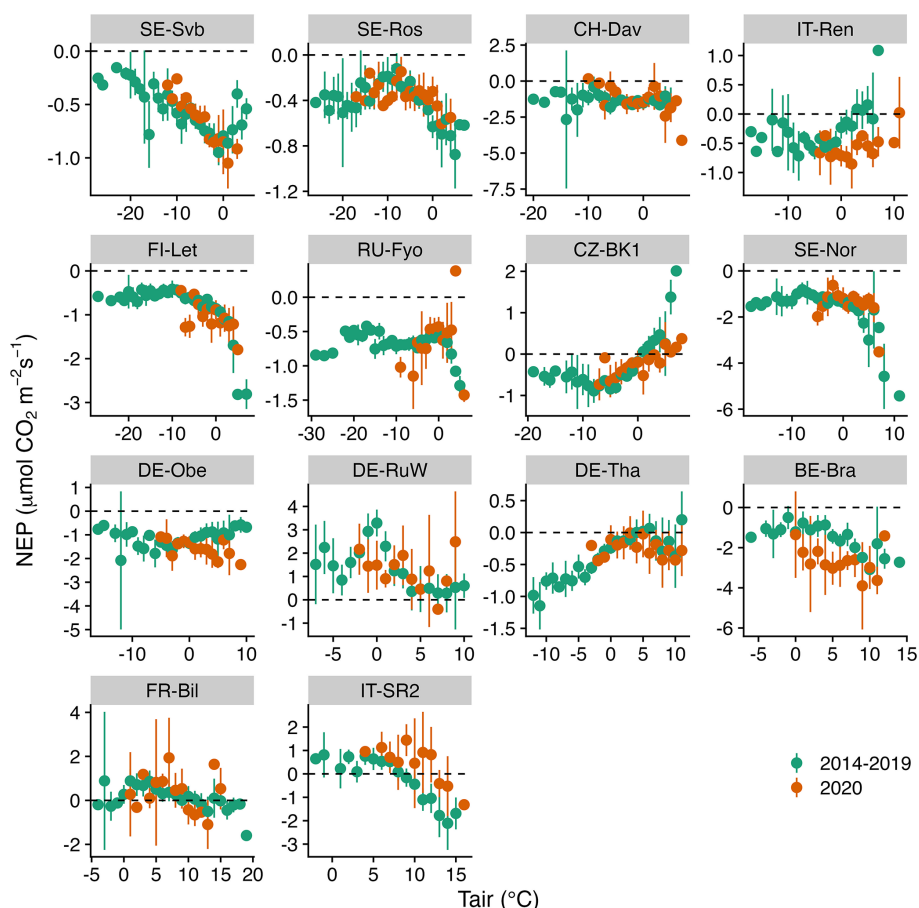 SE-Svb SE-Ros CH-Dav IT-Ren
0.0 -0.5 -1.0
0.0 -0.4 -0.8 -1.2
2.5 0.0 -2.5 -5.0 -7.5
1.0 0.5 0.0 -0.5 -1.0
-20 -10 0
-20 -10 0
-20 -10 0
-10 0 10
FI-Let RU-Fyo CZ-BK1 SE-Nor
0 -1 -2 -3
0.0 -0.5 -1.0 -1.5
2 1 0 -1
0 -2 -4 -6
-20 -10 0
-30 -20 -10 0
-20 -10 0
-10 0 10
NEP (μmol CO₂ m⁻²s⁻¹)
DE-Obe DE-RuW DE-Tha BE-Bra
1 0 -1 -2 -3 -4 -5
4 3 2 1 0 -1
0.5 0.0 -0.5 -1.0 -1.5
0 -2 -4 -6
-10 0 10
-5 0 5 10
-10 -5 0 5 10
-5 0 5 10 15
FR-Bil IT-SR2
4 2 0 -2
2 1 0 -1 -2 -3
-5 0 5 10 15 20
0 5 10 15
2014-2019
2020
Tair (°C)